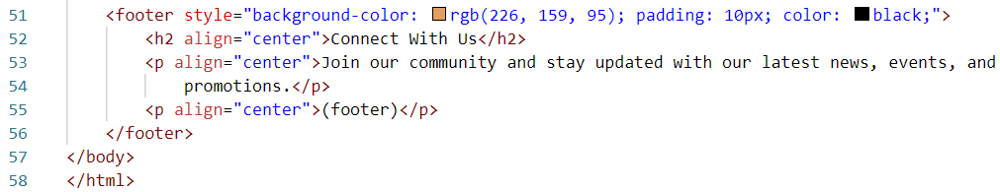 51 <footer style="background-color: rgb(226, 159, 95); padding: 10px; color: black;">
52 <h2 align="center">Connect With Us</h2>
53 <p align="center">Join our community and stay updated with our latest news, events, and
54 promotions.</p>
55 <p align="center">(footer)</p>
56 </footer>
57 </body>
58 </html>